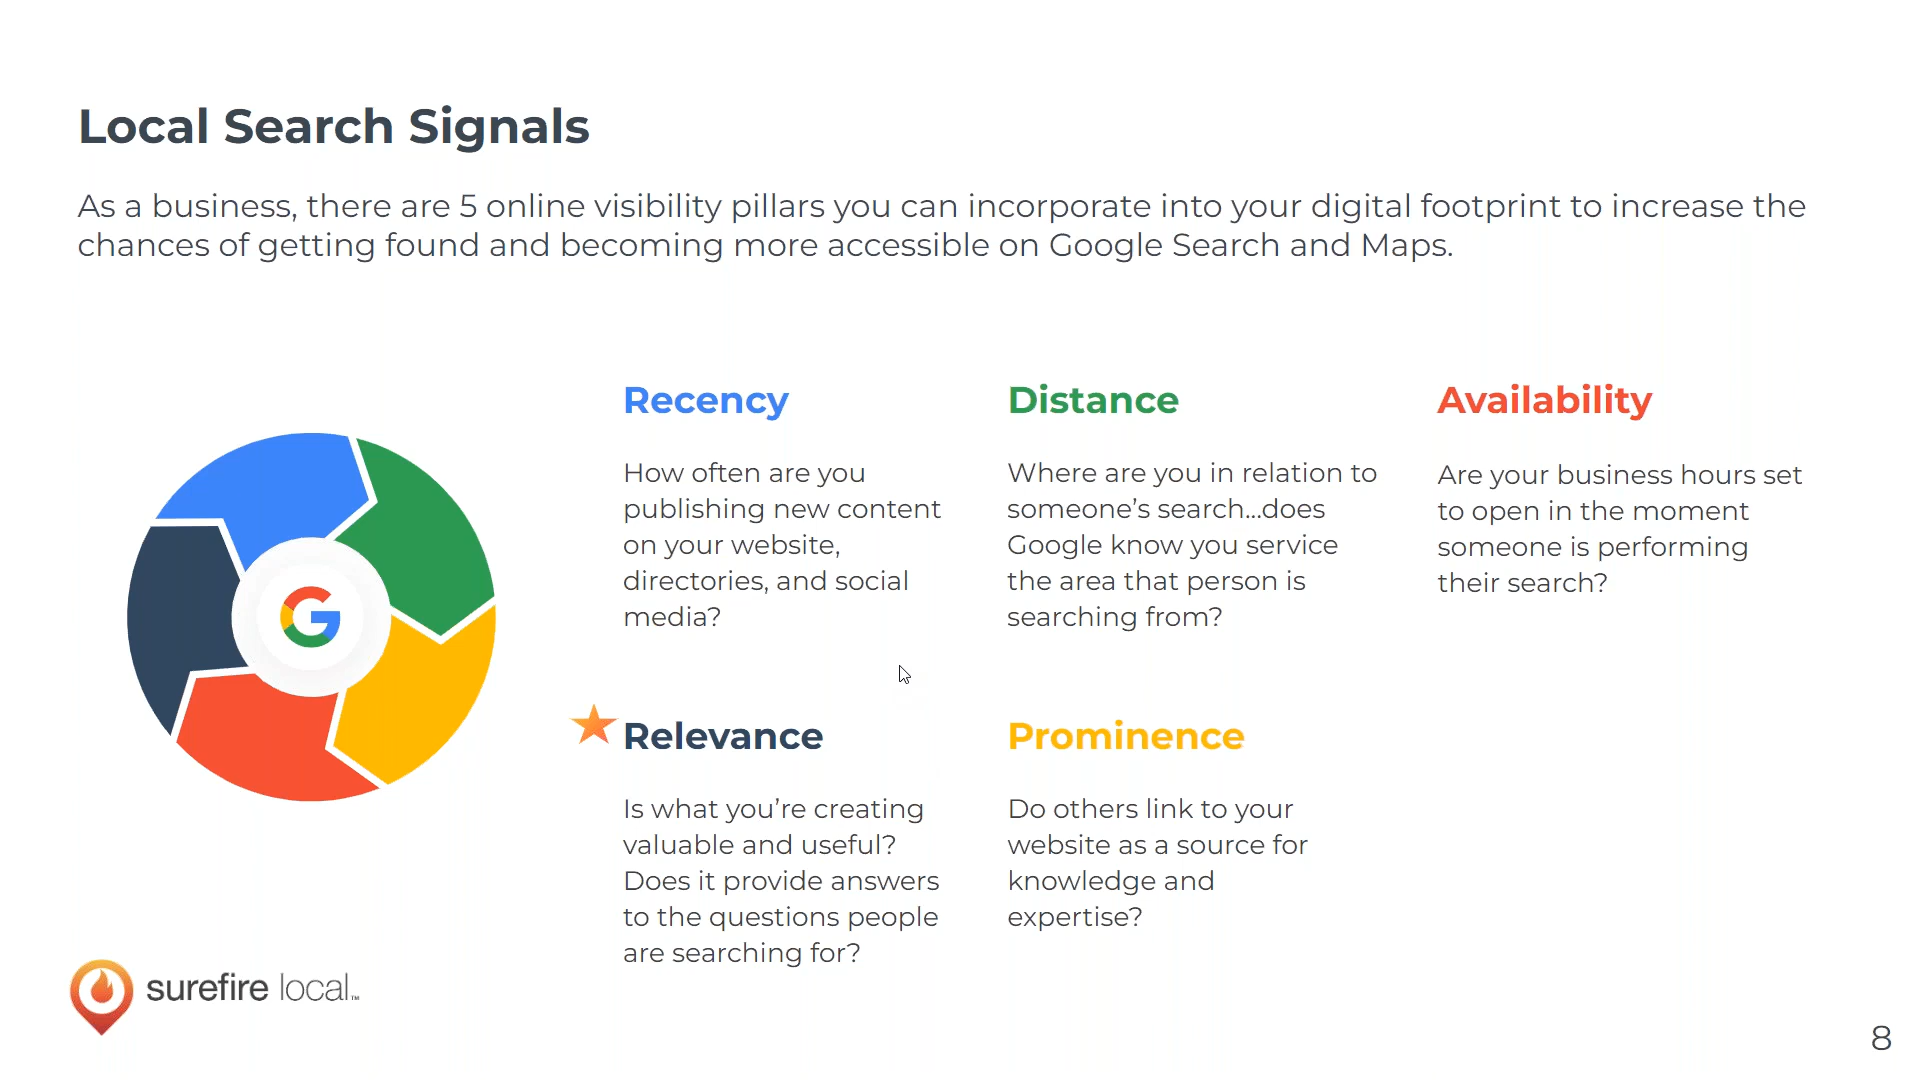 Local Search Signals
As a business, there are 5 online visibility pillars you can incorporate into your digital footprint to increase the
chances of getting found and becoming more accessible on Google Search and Maps.
Recency
How often are you
publishing new content
on your website,
directories, and social
media?
Distance
Where are you in relation to
someone’s search...does
Google know you service
the area that person is
searching from?
Availability
Are your business hours set
to open in the moment
someone is performing
their search?
Relevance
Is what you’re creating
valuable and useful?
Does it provide answers
to the questions people
are searching for?
Prominence
Do others link to your
website as a source for
knowledge and
expertise?
G
surefire local™
8